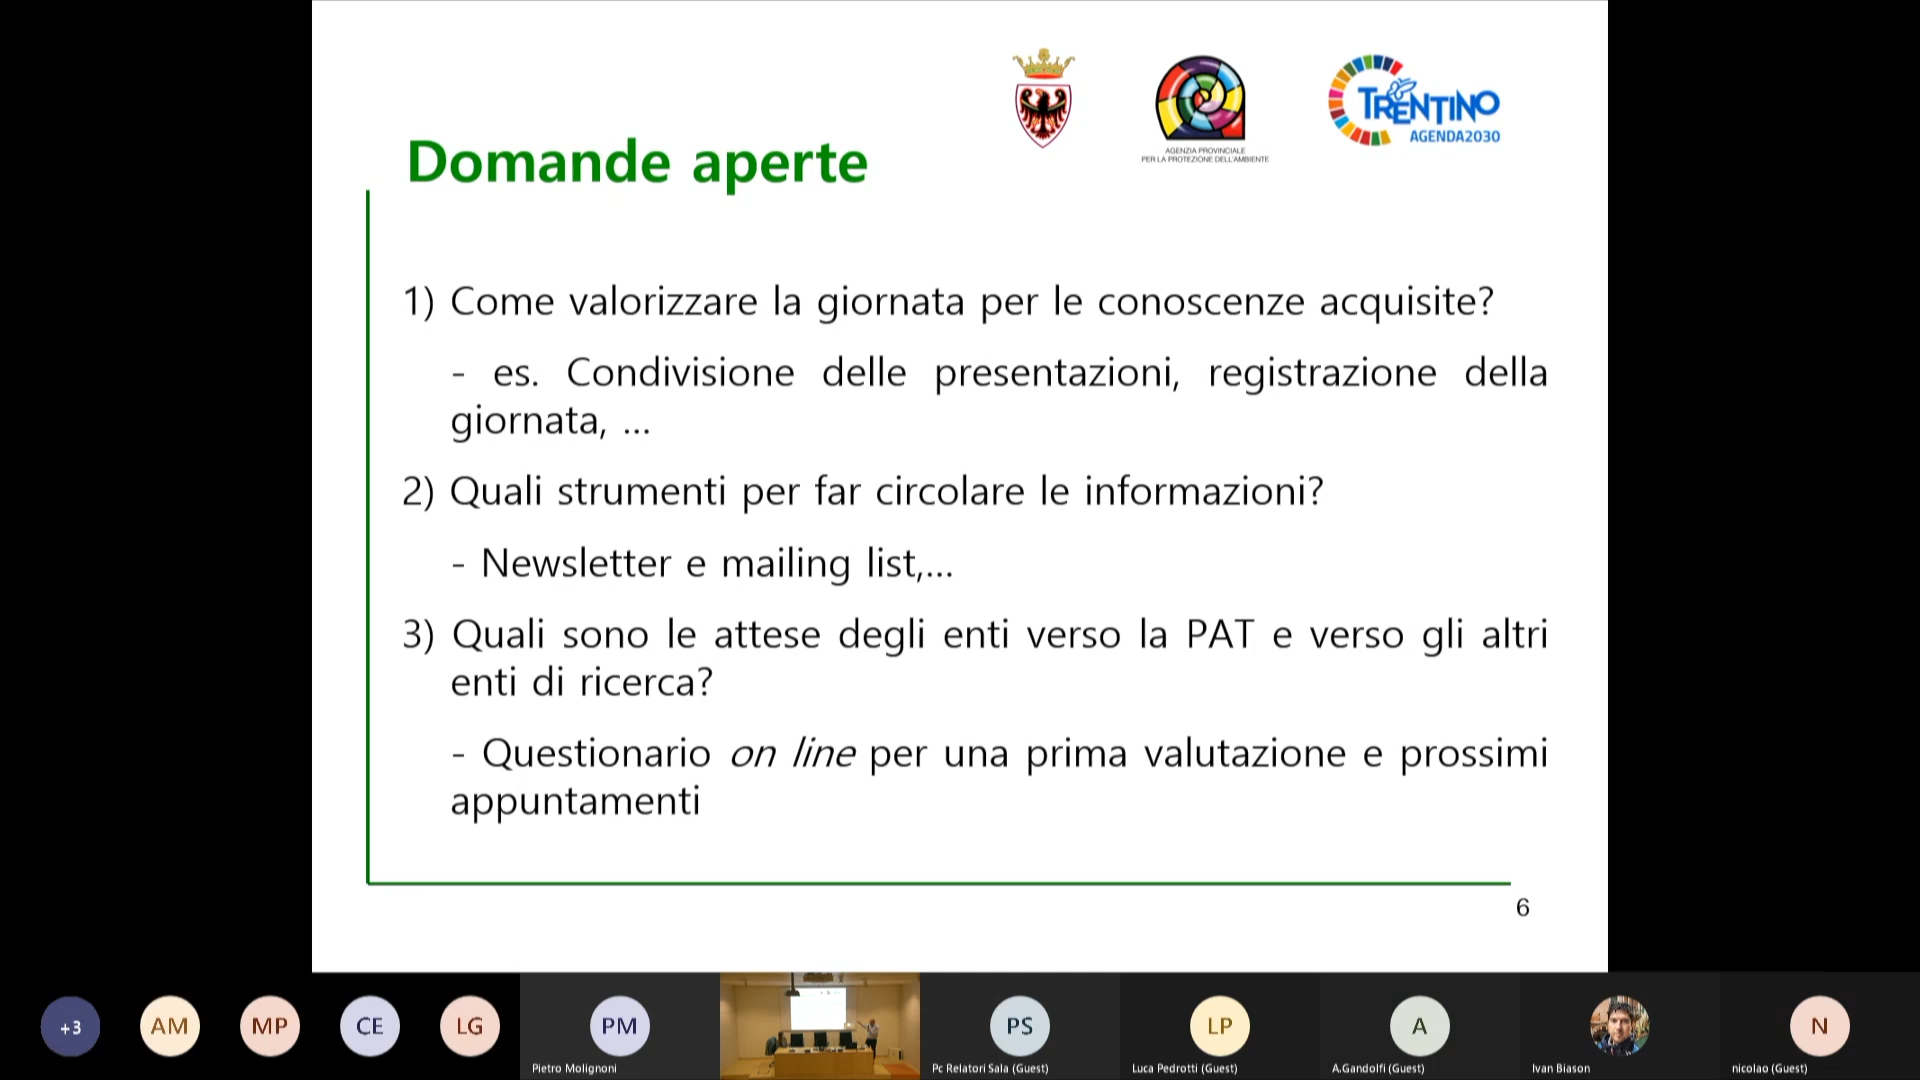 TRENTINO
AGENDA2030
AGENZIA PROVINCIALE
PER LA PROTEZIONE DELL'AMBIENTE
Domande aperte
1) Come valorizzare la giornata per le conoscenze acquisite?
- es. Condivisione delle presentazioni, registrazione della
giornata, ...
2) Quali strumenti per far circolare le informazioni?
- Newsletter e mailing list,...
3) Quali sono le attese degli enti verso la PAT e verso gli altri
enti di ricerca?
- Questionario on line per una prima valutazione e prossimi
appuntamenti
6
+3
AM
MP
CE
LG
PM
PS
LP
A
N
Pietro Molignoni
Pc Relatori Sala (Guest)
Luca Pedrotti (Guest)
A.Gandolfi (Guest)
Ivan Biason
nicolao (Guest)